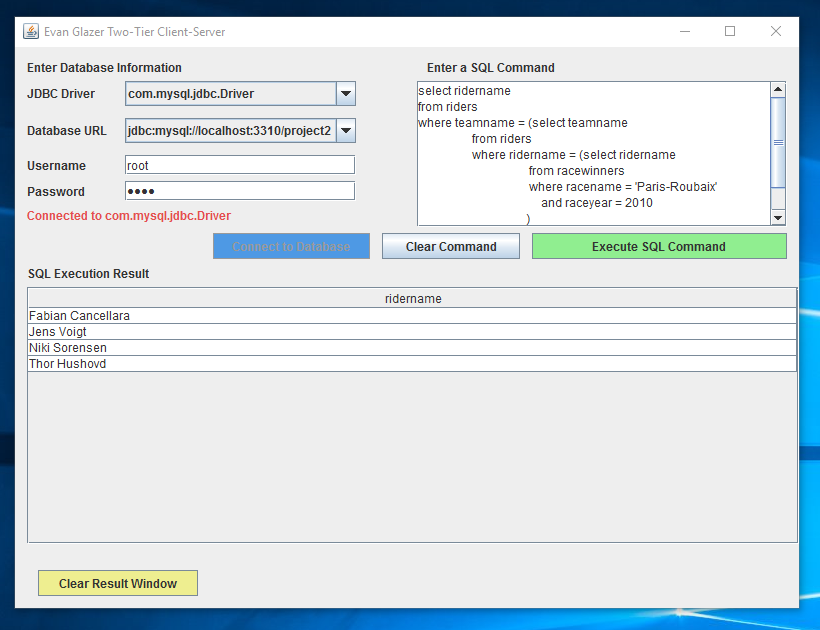 Evan Glazer Two-Tier Client-Server
Enter Database Information
JDBC Driver
com.mysql.jdbc.Driver
Database URL
jdbc:mysql://localhost:3310/project2
Username
root
Password
••••
Connected to com.mysql.jdbc.Driver
Enter a SQL Command
select ridername
from riders
where teamname = (select teamname
from riders
where ridername = (select ridername
from racewinners
where racename = 'Paris-Roubaix'
and raceyear = 2010
)
Connect to Database
Clear Command
Execute SQL Command
SQL Execution Result
ridername
Fabian Cancellara
Jens Voigt
Niki Sorensen
Thor Hushovd
Clear Result Window